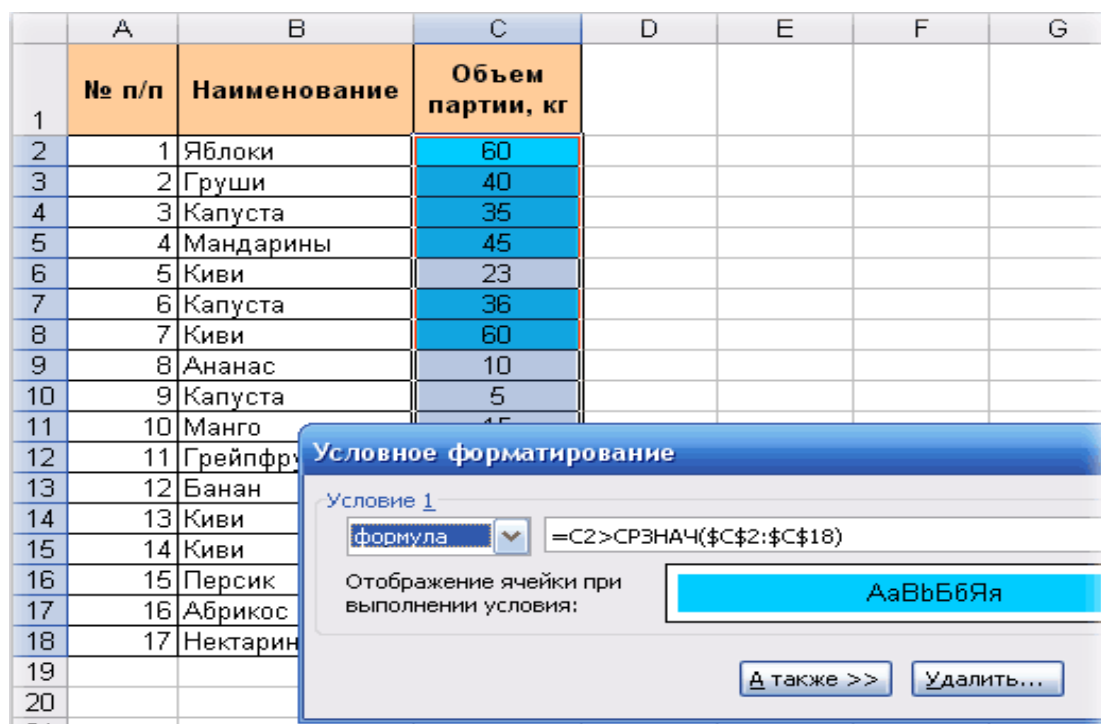 A B C D E F G
1 № п/п Наименование Объем партии, кг
2 1 Яблоки 60
3 2 Груши 40
4 3 Капуста 35
5 4 Мандарины 45
6 5 Киви 23
7 6 Капуста 36
8 7 Киви 60
9 8 Ананас 10
10 9 Капуста 5
11 10 Манго
12 11
13 12 Банан
14 13 Киви
15 14 Киви
16 15 Персик
17 16 Абрикос
18 17 Нектарин
19
20
Условное форматирование
Условие 1
формула =C2>СРЗНАЧ($C$2:$C$18)
Отображение ячейки при
выполнении условия:
АаВbБбЯя
А также >> Удалить...